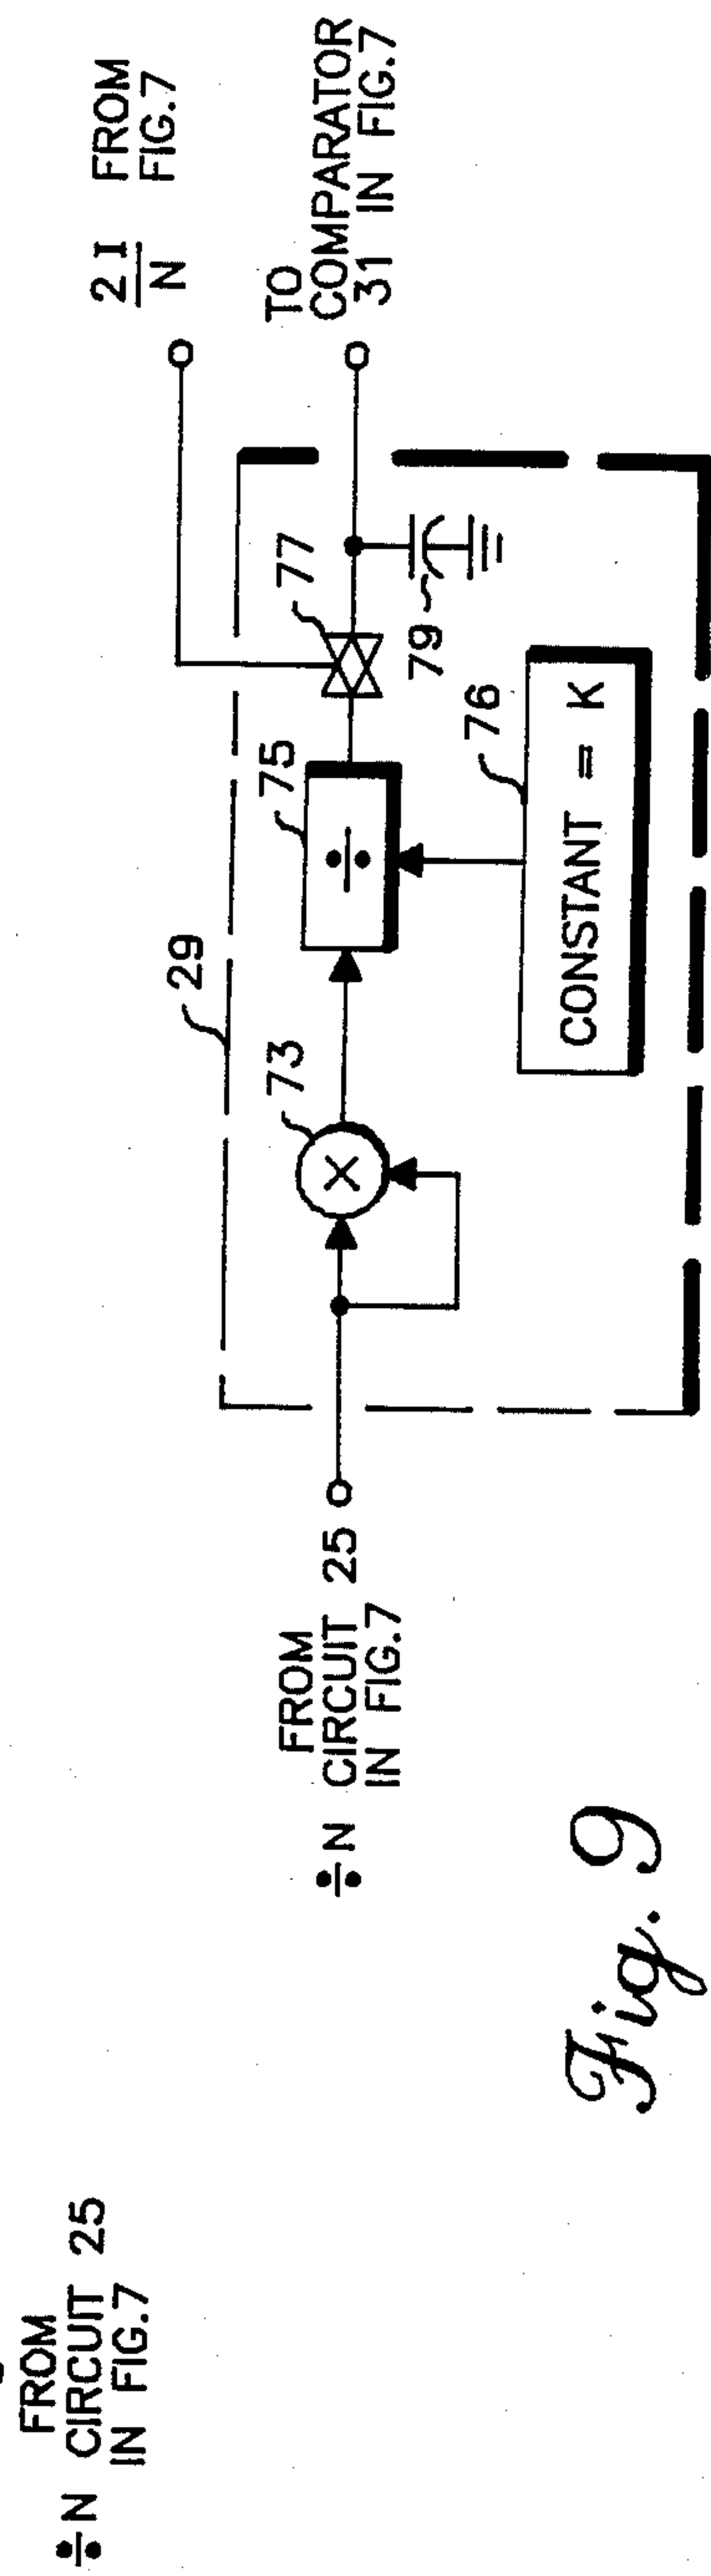 FROM
÷N CIRCUIT 25
IN FIG.7
2I
N
FROM
FIG.7
29
73
75
77
TO
COMPARATOR
31 IN FIG.7
FROM
÷N CIRCUIT 25
IN FIG.7
×
÷
79
76
CONSTANT = K
Fig. 9